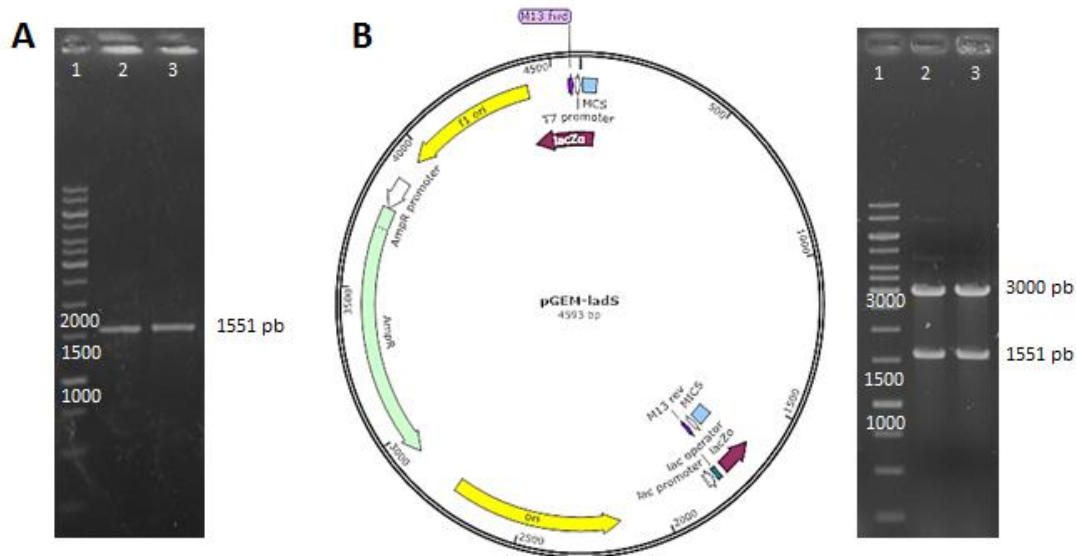 A
1 2 3
2000
1500
1000
1551 pb
B
M13 fwd
MCS
T7 promoter
lacZα
f1 ori
AmpR promoter
AmpR
ori
pGEM-ladS
4593 bp
M13 rev
MCS
lacZα
lac operator
lac promoter
500
1000
1500
2000
2500
3000
3500
4000
4500
1 2 3
3000
1500
1000
3000 pb
1551 pb